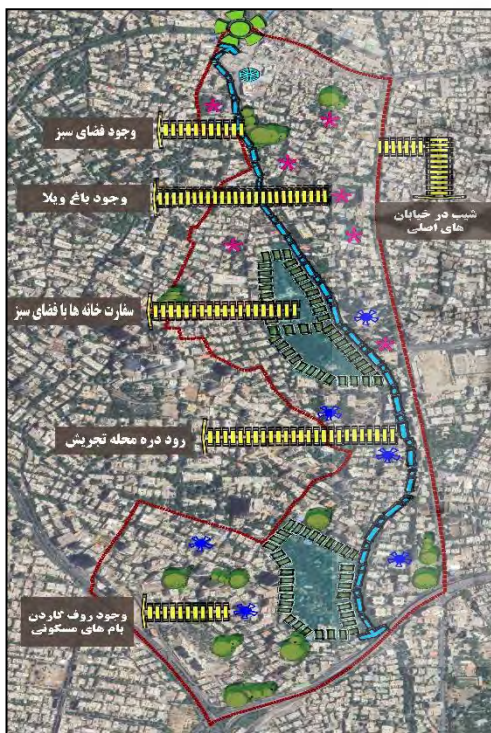 وجود فضای سبز
شیب در خیابان
های اصلی
وجود باغ ویلا
سفارت خانه ها با فضای سبز
رود دره محله تجریش
وجود روف گاردن
بام های مسکونی